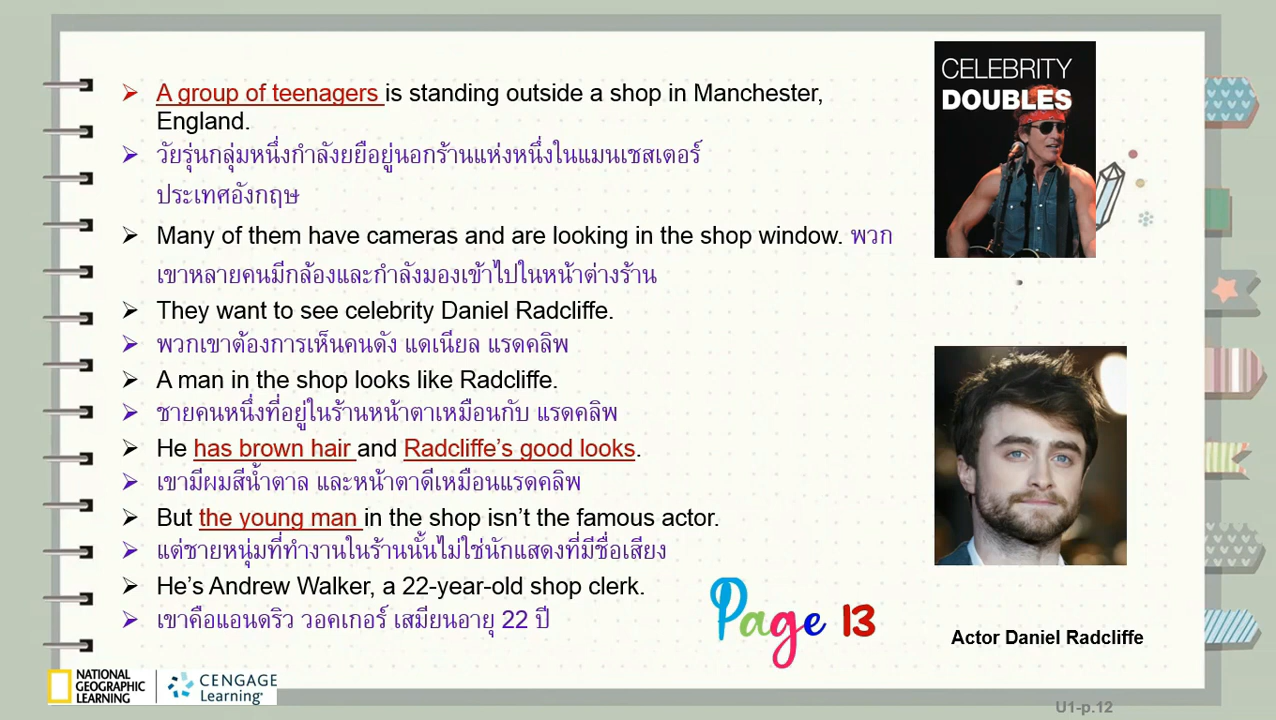 CELEBRITY
DOUBLES
➢ A group of teenagers is standing outside a shop in Manchester,
England.
➢ วัยรุ่นกลุ่มหนึ่งกำลังยยือยู่นอกร้านแห่งหนึ่งในแมนเชสเตอร์
ประเทศอังกฤษ
➢ Many of them have cameras and are looking in the shop window. พวก
เขาหลายคนมีกล้องและกำลังมองเข้าไปในหน้าต่างร้าน
➢ They want to see celebrity Daniel Radcliffe.
➢ พวกเขาต้องการเห็นคนดัง แดเนียล แรดคลิพ
➢ A man in the shop looks like Radcliffe.
➢ ชายคนหนึ่งที่อยู่ในร้านหน้าตาเหมือนกับ แรดคลิพ
➢ He has brown hair and Radcliffe’s good looks.
➢ เขามีผมสีน้ำตาล และหน้าตาดีเหมือนแรดคลิพ
➢ But the young man in the shop isn’t the famous actor.
➢ แต่ชายหนุ่มที่ทำงานในร้านนั้นไม่ใช่นักแสดงที่มีชื่อเสียง
➢ He’s Andrew Walker, a 22-year-old shop clerk.
➢ เขาคือแอนดริว วอคเกอร์ เสมียนอายุ 22 ปี
Page 13
Actor Daniel Radcliffe
NATIONAL
GEOGRAPHIC
LEARNING
CENGAGE
Learning
U1-p.12